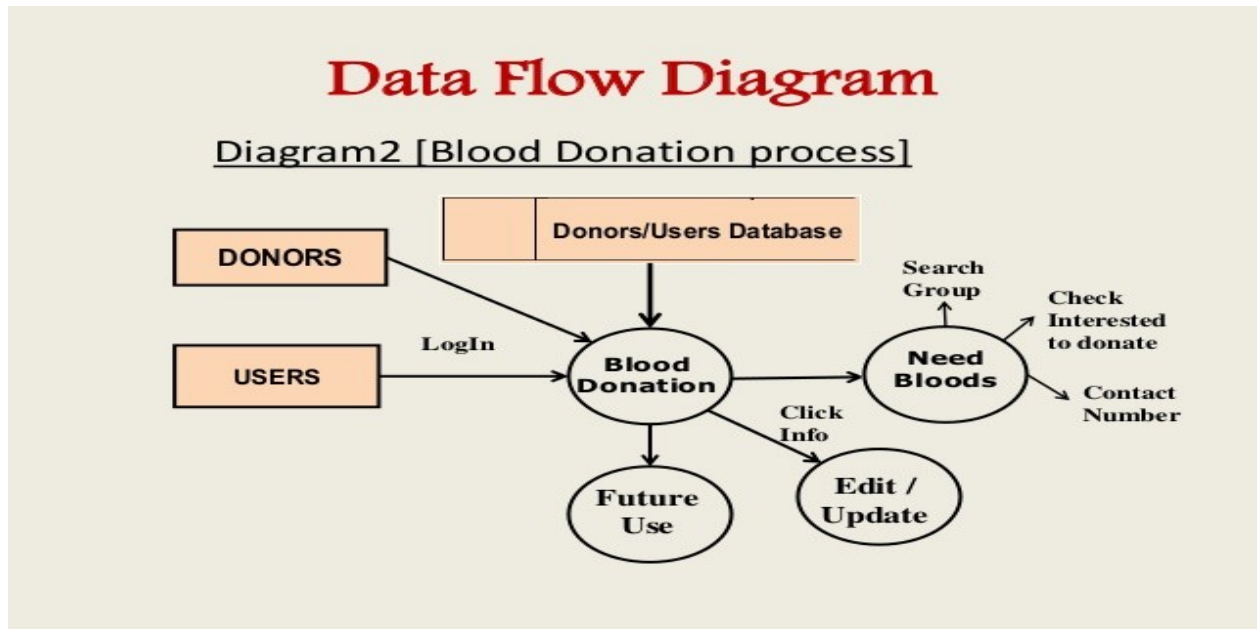 Data Flow Diagram
Diagram2 [Blood Donation process]
Donors/Users Database
DONORS
USERS
LogIn
Blood
Donation
Search
Group
Check
Interested
to donate
Need
Bloods
Contact
Number
Click
Info
Future
Use
Edit /
Update